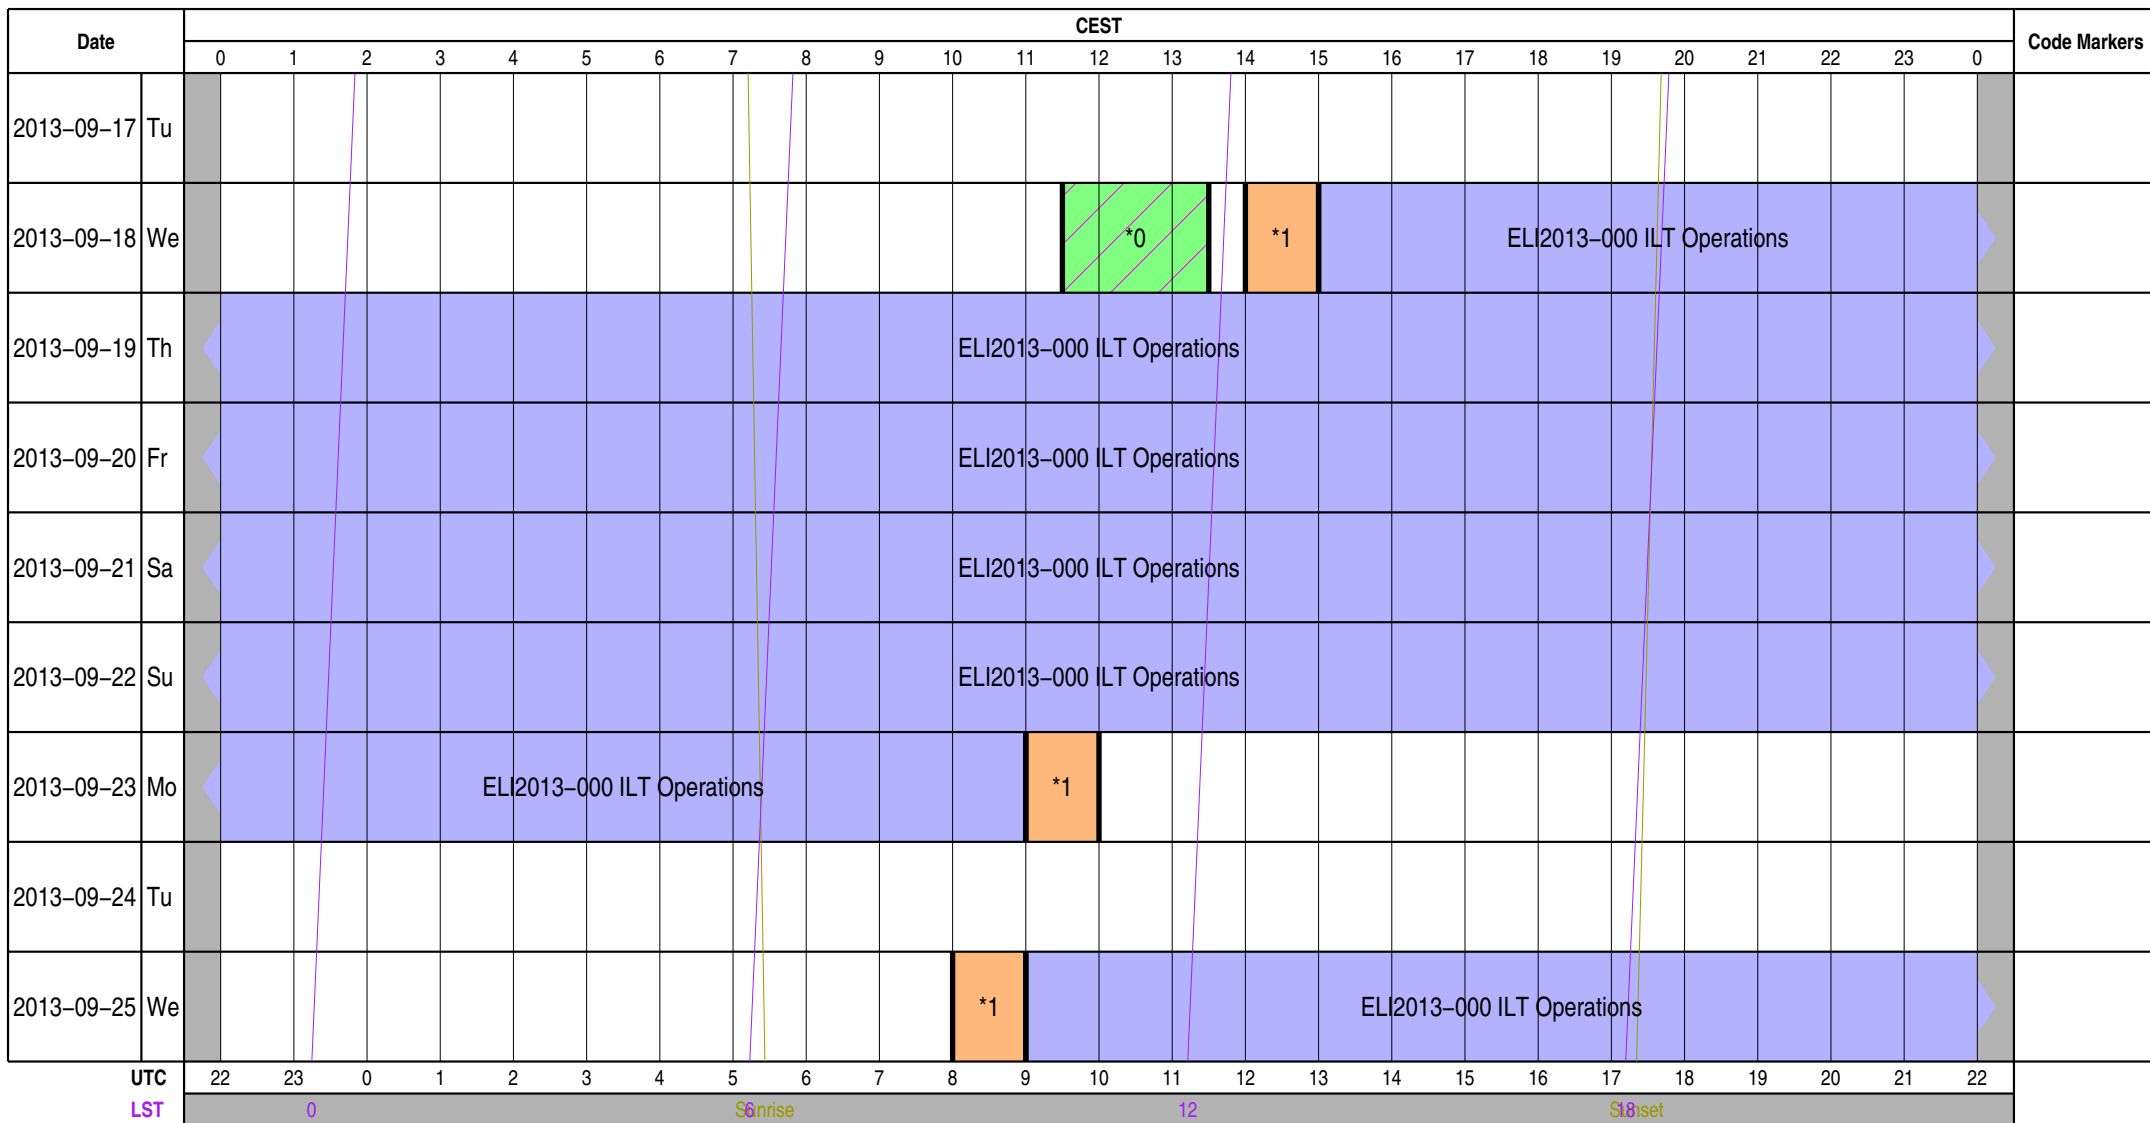 Date CEST Code Markers
0 1 2 3 4 5 6 7 8 9 10 11 12 13 14 15 16 17 18 19 20 21 22 23 0
2013−09−17 Tu
2013−09−18 We *0 *1 ELI2013−000 ILT Operations
2013−09−19 Th ELI2013−000 ILT Operations
2013−09−20 Fr ELI2013−000 ILT Operations
2013−09−21 Sa ELI2013−000 ILT Operations
2013−09−22 Su ELI2013−000 ILT Operations
2013−09−23 Mo ELI2013−000 ILT Operations *1
2013−09−24 Tu
2013−09−25 We *1 ELI2013−000 ILT Operations
UTC 22 23 0 1 2 3 4 5 6 7 8 9 10 11 12 13 14 15 16 17 18 19 20 21 22
LST 0 6 Sunrise 12 18 Sunset